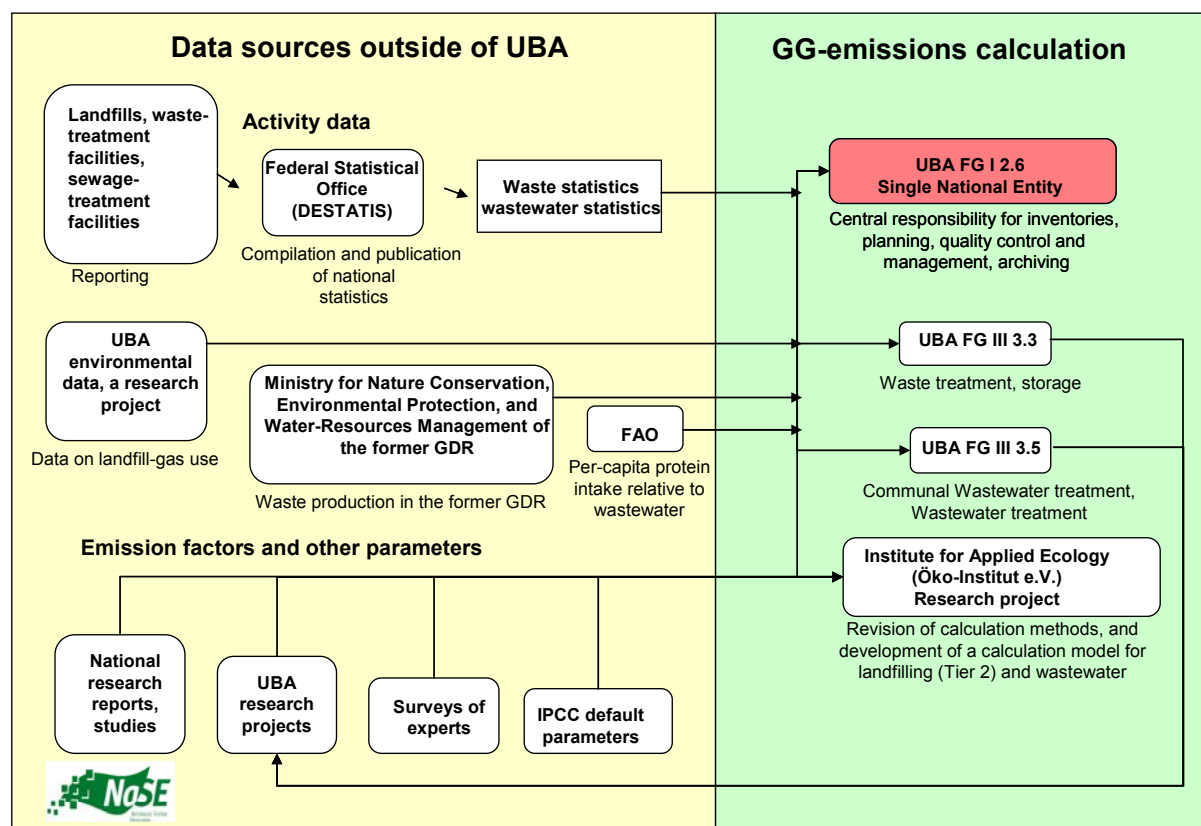 Data sources outside of UBA
GG-emissions calculation
Landfills, waste-
treatment
facilities,
sewage-
treatment
facilities
Reporting
Activity data
Federal Statistical
Office
(DESTATIS)
Compilation and publication
of national
statistics
Waste statistics
wastewater statistics
UBA FG I 2.6
Single National Entity
Central responsibility for inventories,
planning, quality control and
management, archiving
UBA
environmental
data, a research
project
Data on landfill-gas use
Ministry for Nature Conservation,
Environmental Protection, and
Water-Resources Management of
the former GDR
Waste production in the former GDR
FAO
Per-capita protein
intake relative to
wastewater
UBA FG III 3.3
Waste treatment, storage
UBA FG III 3.5
Communal Wastewater treatment,
Wastewater treatment
Emission factors and other parameters
Institute for Applied Ecology
(Öko-Institut e.V.)
Research project
Revision of calculation methods, and
development of a calculation model for
landfilling (Tier 2) and wastewater
National
research
reports,
studies
UBA
research
projects
Surveys of
experts
IPCC default
parameters
NaSE